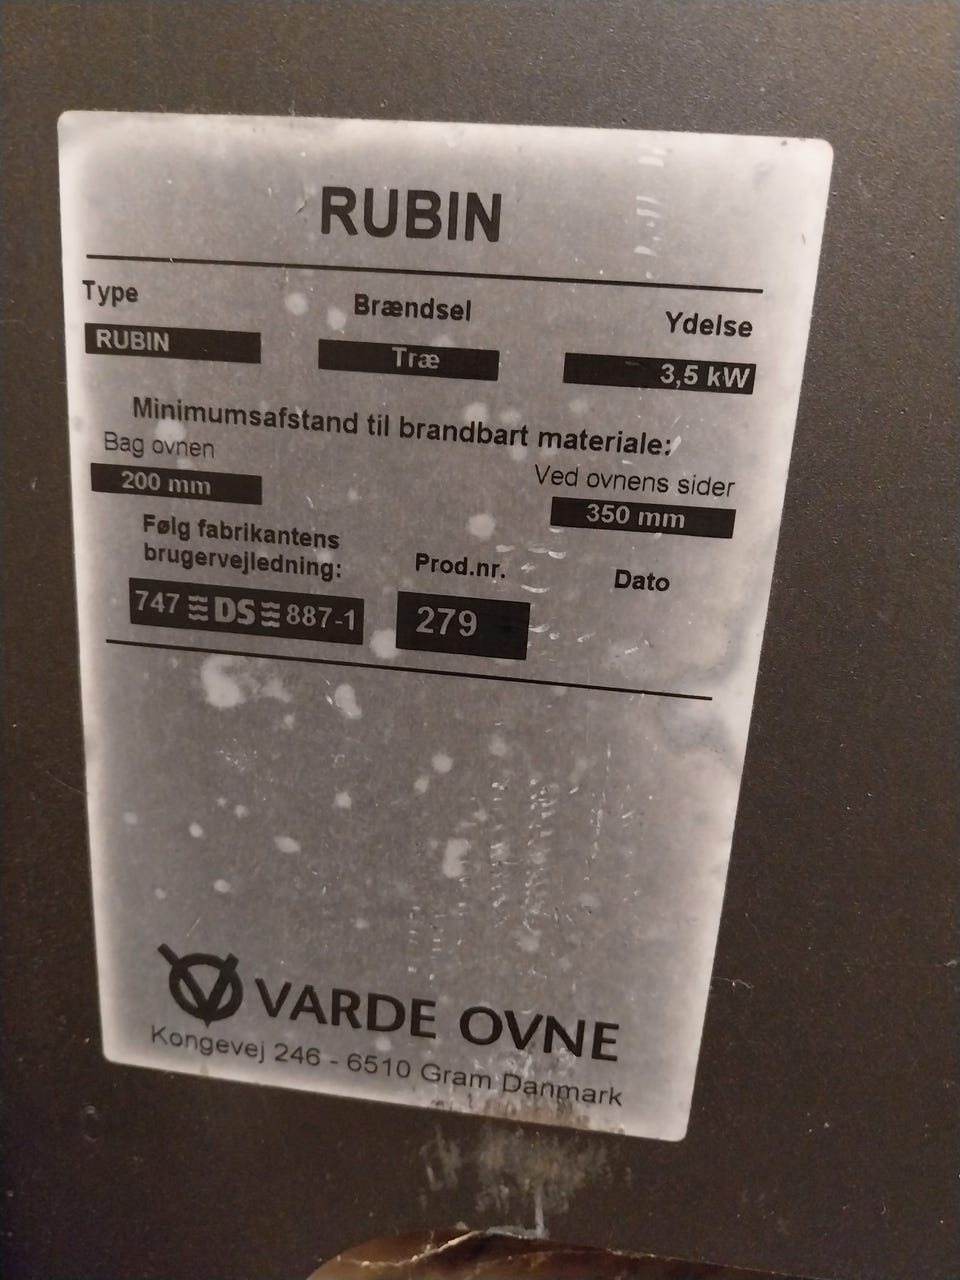 RUBIN
Type Brændsel Ydelse
RUBIN Træ 3,5 kW
Minimumsafstand til brandbart materiale:
Bag ovnen Ved ovnens sider
200 mm 350 mm
Følg fabrikantens
brugervejledning: Prod.nr. Dato
747 DS 887-1 279
VARDE OVNE
Kongevej 246 - 6510 Gram Danmark